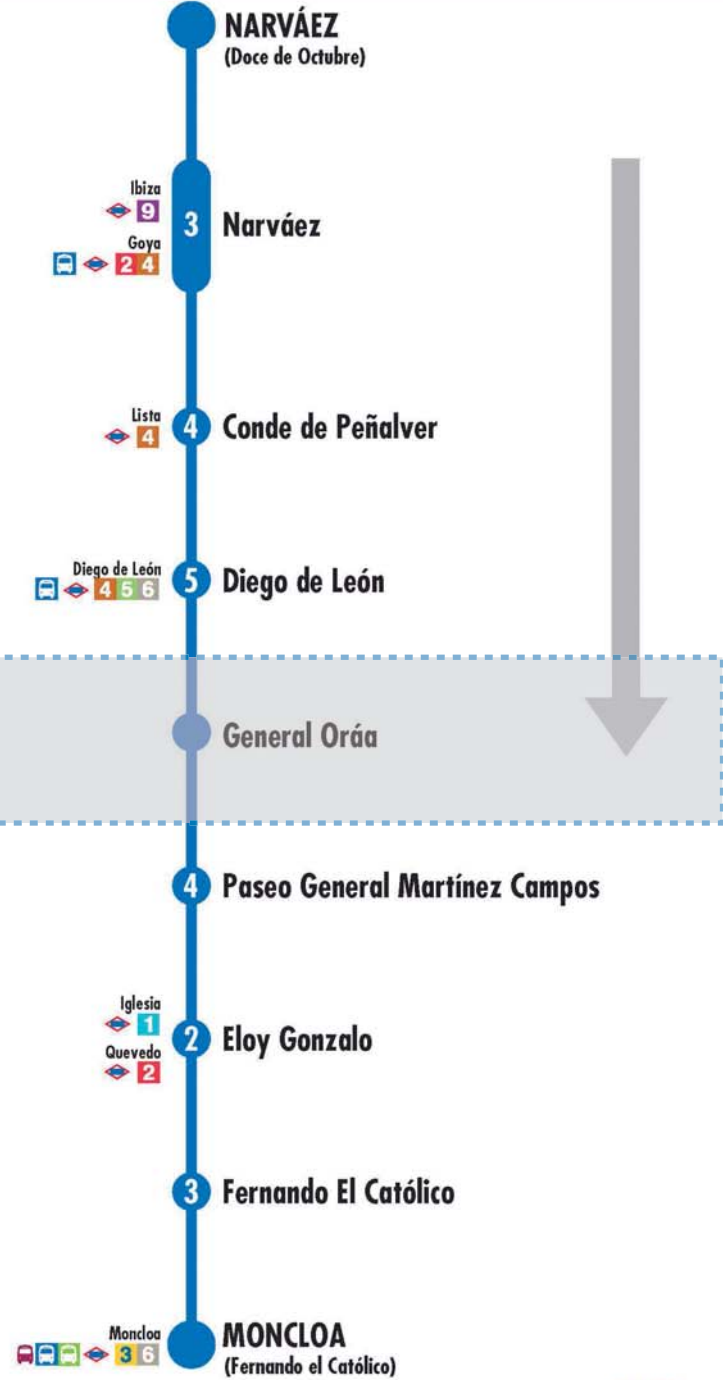 NARVÁEZ
(Doce de Octubre)
Ibiza
9
Goya
2 4
3
Narváez
Lista
4
4
Conde de Peñalver
Diego de León
4 5 6
5
Diego de León
General Oráa
4
Paseo General Martínez Campos
Iglesia
1
Quevedo
2
2
Eloy Gonzalo
3
Fernando El Católico
Moncloa
3 6
MONCLOA
(Fernando el Católico)